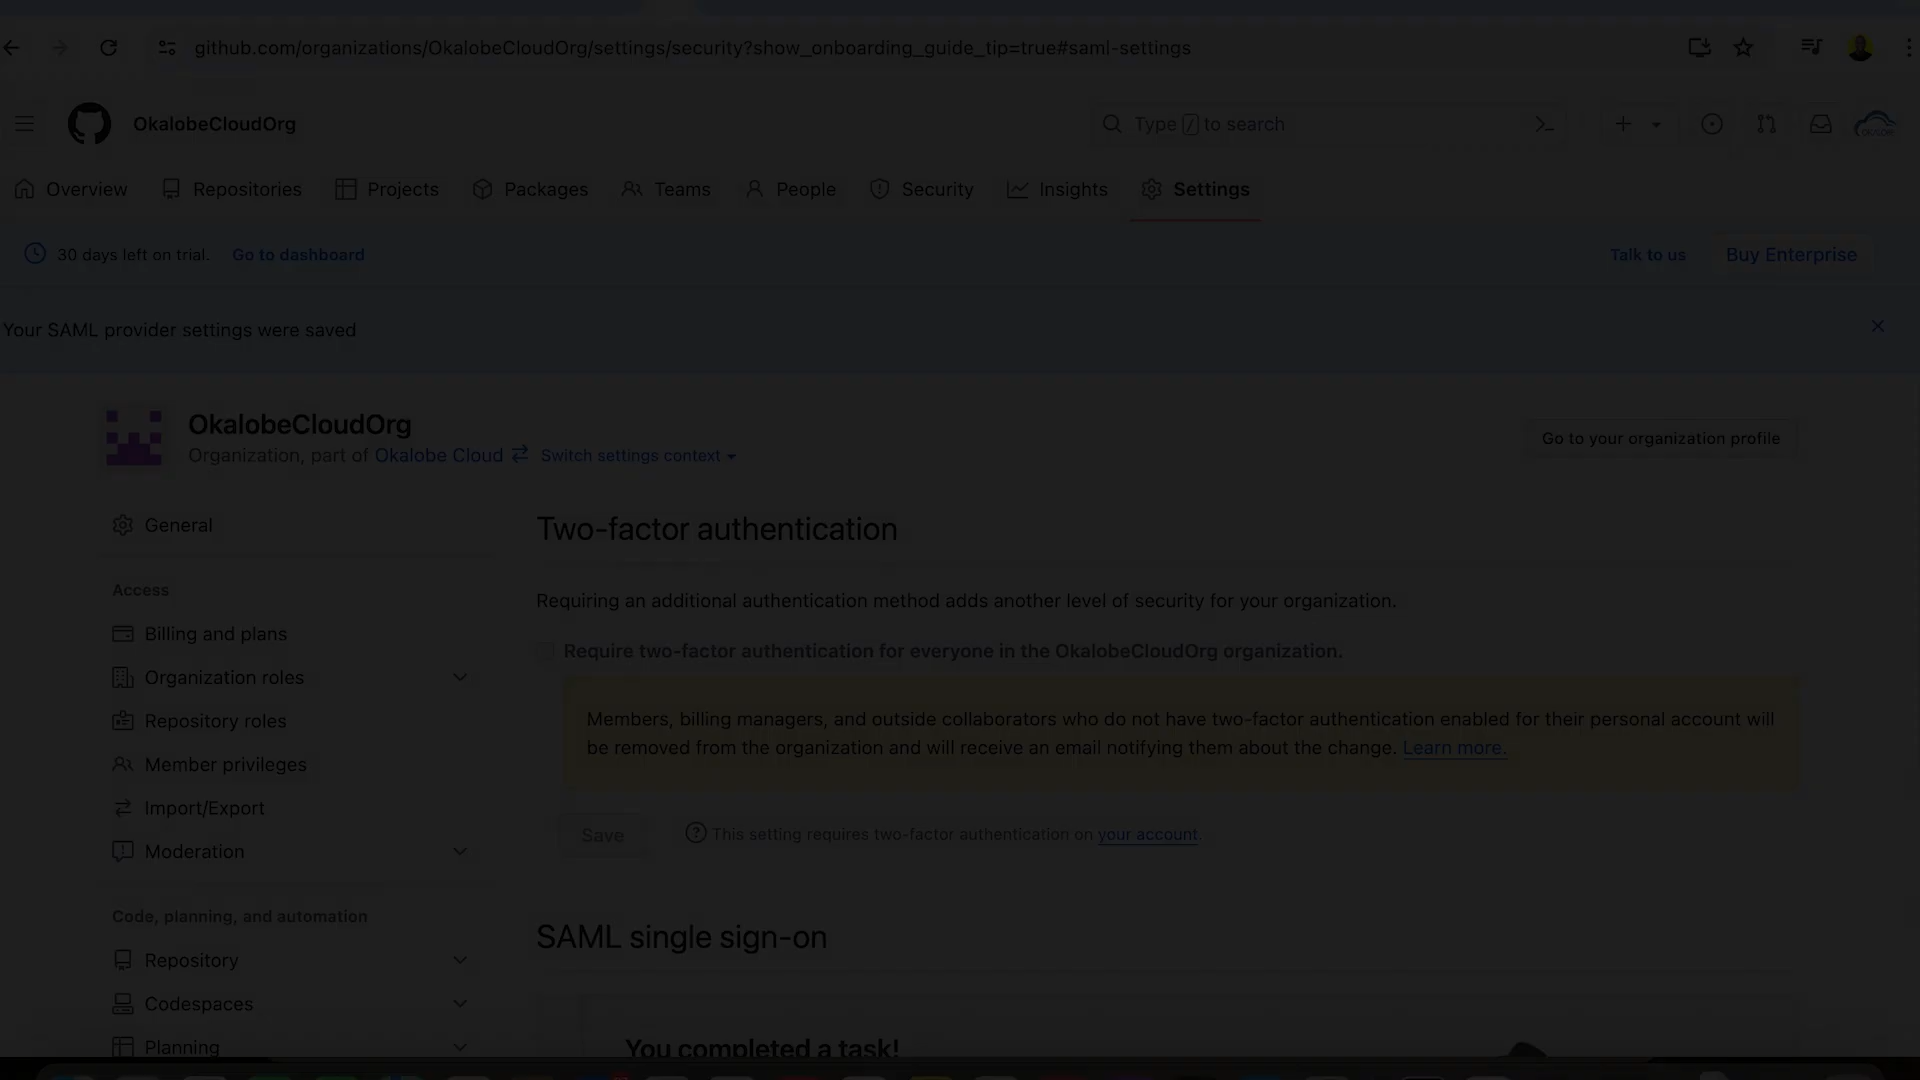 github.com/organizations/OkalobeCloudOrg/settings/security?show_onboarding_guide_tip=true#saml-settings
OkalobeCloudOrg
Type / to search
OKALOBE
Overview
Repositories
Projects
Packages
Teams
People
Security
Insights
Settings
30 days left on trial. Go to dashboard
Talk to us
Buy Enterprise
Your SAML provider settings were saved
OkalobeCloudOrg
Organization, part of Okalobe Cloud Switch settings context
Go to your organization profile
General
Access
Billing and plans
Organization roles
Repository roles
Member privileges
Import/Export
Moderation
Code, planning, and automation
Repository
Codespaces
Planning
Two-factor authentication
Requiring an additional authentication method adds another level of security for your organization.
Require two-factor authentication for everyone in the OkalobeCloudOrg organization.
Members, billing managers, and outside collaborators who do not have two-factor authentication enabled for their personal account will
be removed from the organization and will receive an email notifying them about the change. Learn more.
Save
This setting requires two-factor authentication on your account.
SAML single sign-on
You completed a task!